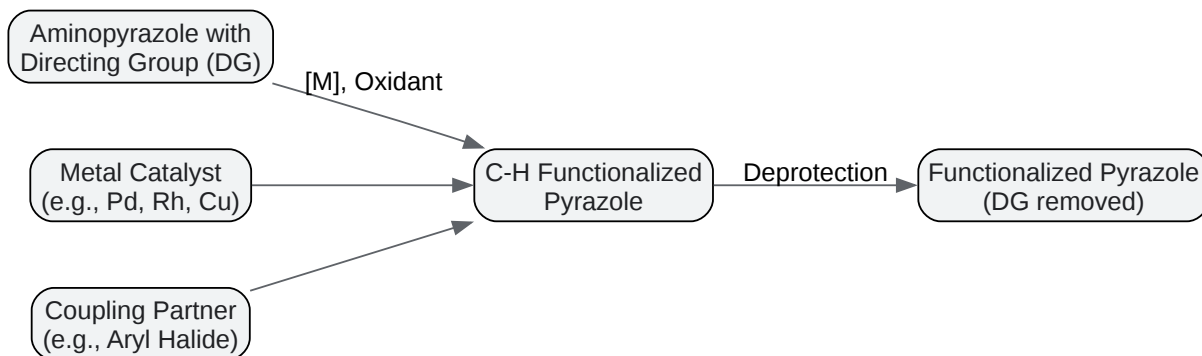 Aminopyrazole with
Directing Group (DG)
[M], Oxidant
Metal Catalyst
(e.g., Pd, Rh, Cu)
C-H Functionalized
Pyrazole
Deprotection
Functionalized Pyrazole
(DG removed)
Coupling Partner
(e.g., Aryl Halide)